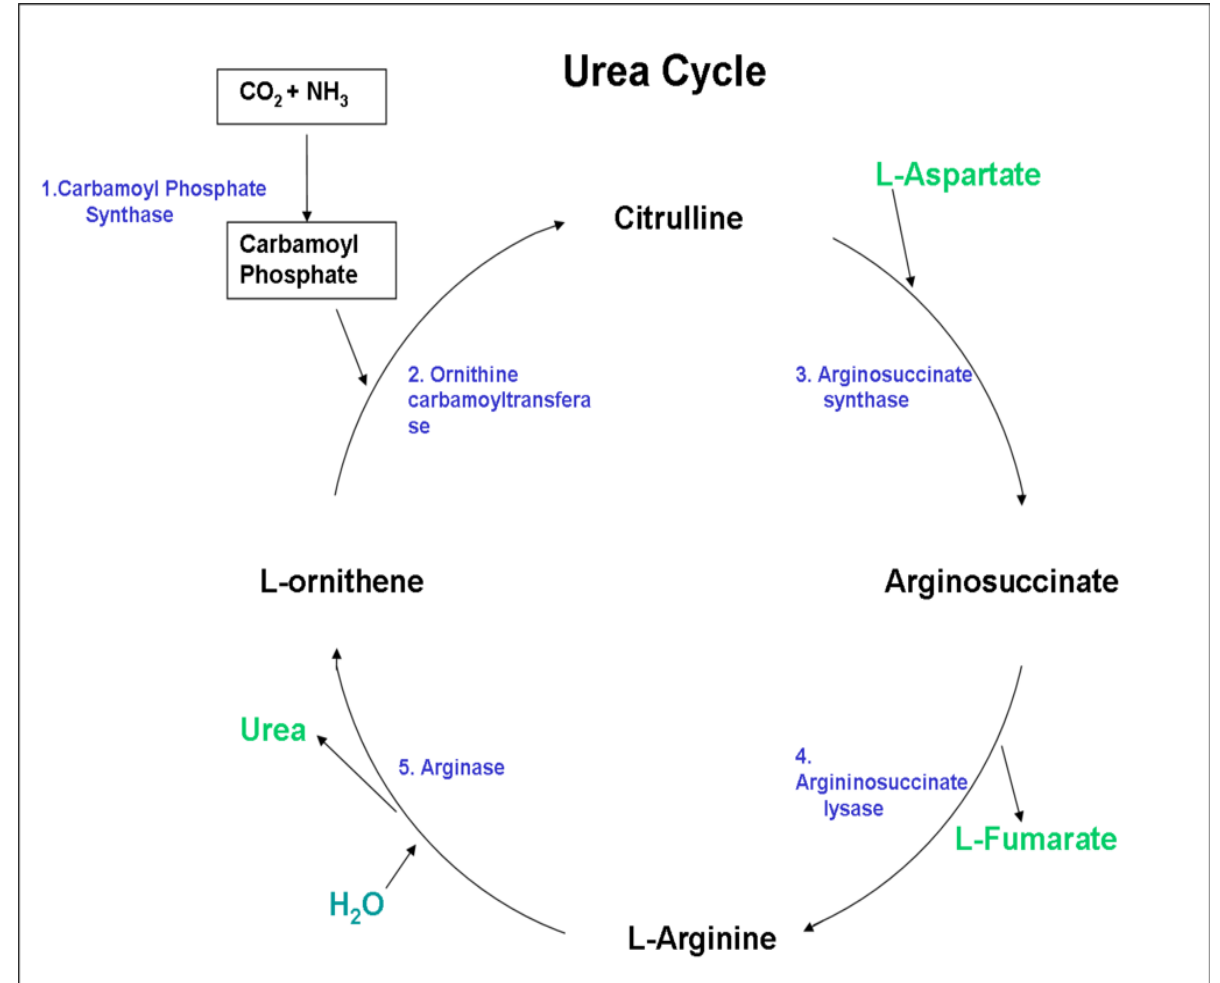 Urea Cycle
CO₂ + NH₃
1.Carbamoyl Phosphate
Synthase
Carbamoyl
Phosphate
L-Aspartate
Citrulline
2. Ornithine
carbamoyltransfera
se
3. Arginosuccinate
synthase
L-ornithene
Arginosuccinate
Urea
5. Arginase
4.
Argininosuccinate
lysase
L-Fumarate
H₂O
L-Arginine